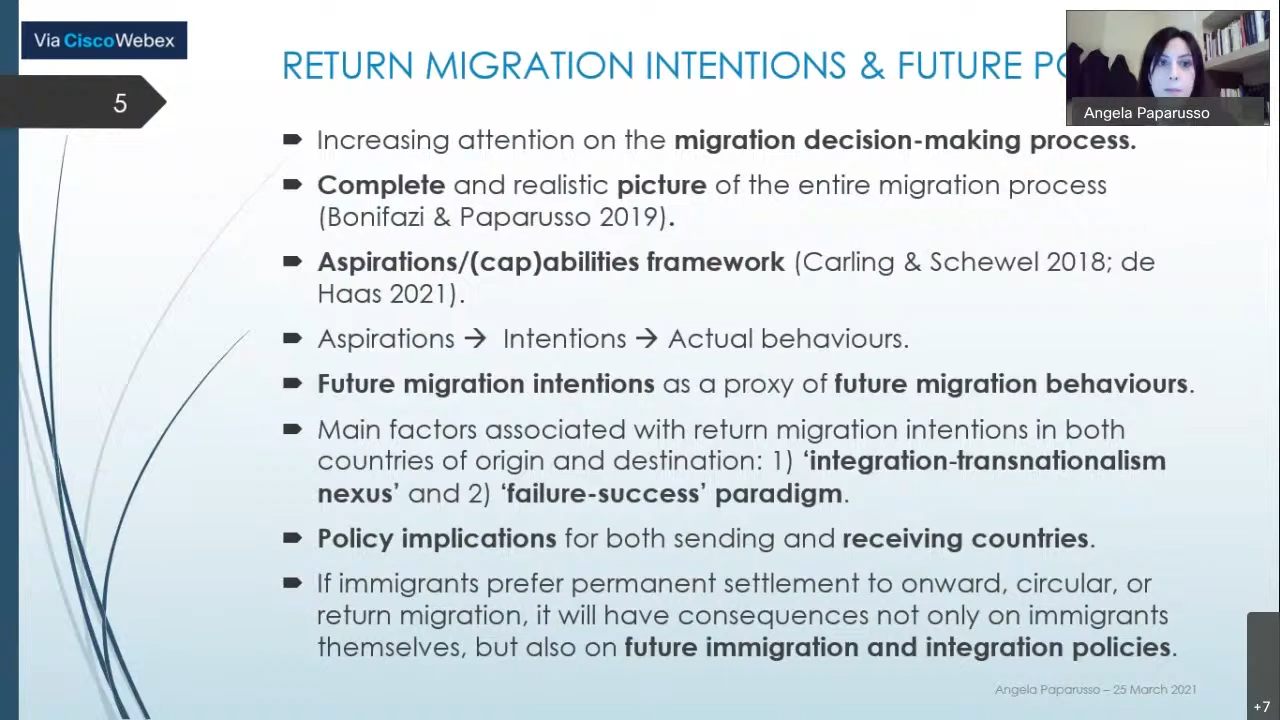 Via CiscoWebex
RETURN MIGRATION INTENTIONS & FUTURE
5
Angela Paparusso
Increasing attention on the migration decision-making process.
Complete and realistic picture of the entire migration process
(Bonifazi & Paparusso 2019).
Aspirations/(cap)abilities framework (Carling & Schewel 2018; de
Haas 2021).
Aspirations → Intentions → Actual behaviours.
Future migration intentions as a proxy of future migration behaviours.
Main factors associated with return migration intentions in both
countries of origin and destination: 1) ‘integration-transnationalism
nexus’ and 2) ‘failure-success’ paradigm.
Policy implications for both sending and receiving countries.
If immigrants prefer permanent settlement to onward, circular, or
return migration, it will have consequences not only on immigrants
themselves, but also on future immigration and integration policies.
Angela Paparusso – 25 March 2021
+7